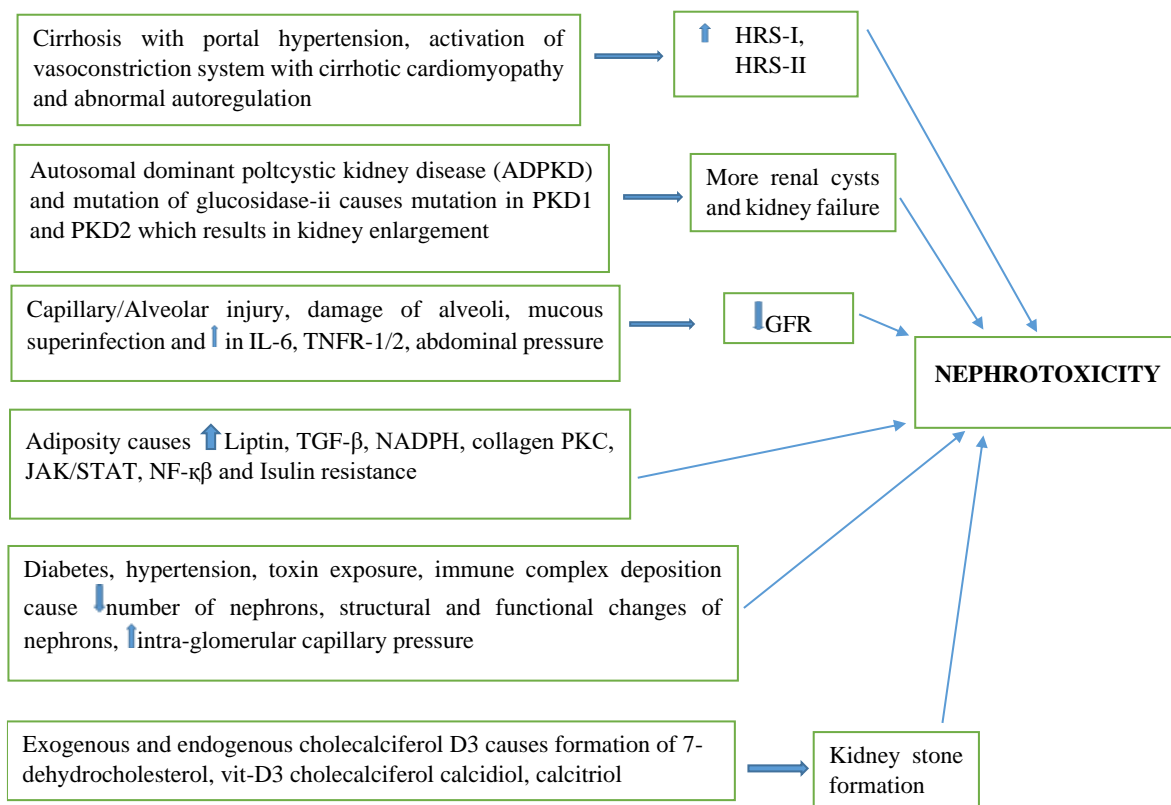 Cirrhosis with portal hypertension, activation of
vasoconstriction system with cirrhotic cardiomyopathy
and abnormal autoregulation
HRS-I,
HRS-II
Autosomal dominant poltcystic kidney disease (ADPKD)
and mutation of glucosidase-ii causes mutation in PKD1
and PKD2 which results in kidney enlargement
More renal cysts
and kidney failure
Capillary/Alveolar injury, damage of alveoli, mucous
superinfection and in IL-6, TNFR-1/2, abdominal pressure
GFR
NEPHROTOXICITY
Adiposity causes Liptin, TGF-β, NADPH, collagen PKC,
JAK/STAT, NF-κβ and Isulin resistance
Diabetes, hypertension, toxin exposure, immune complex deposition
cause number of nephrons, structural and functional changes of
nephrons, intra-glomerular capillary pressure
Exogenous and endogenous cholecalciferol D3 causes formation of 7-
dehydrocholesterol, vit-D3 cholecalciferol calcidiol, calcitriol
Kidney stone
formation